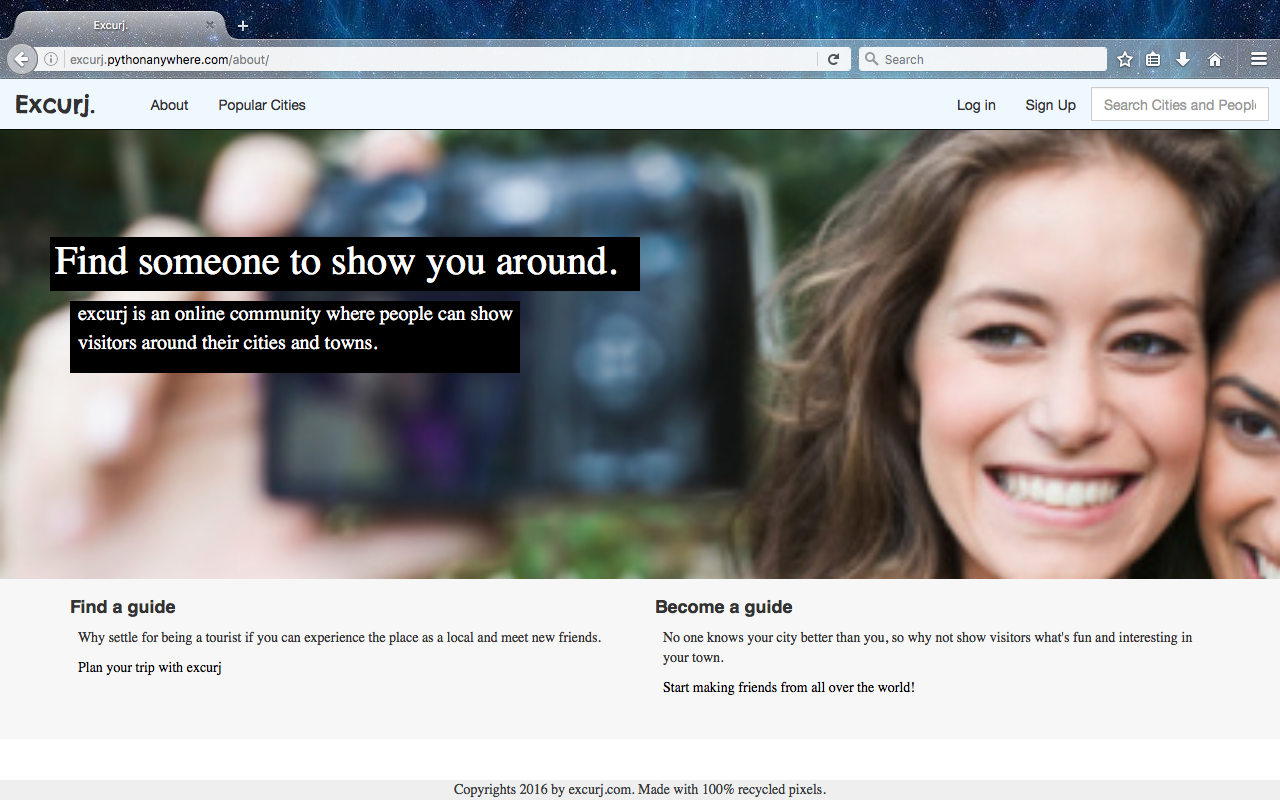 Excurj.
excurj.pythonanywhere.com/about/
Search
Excurj.
About
Popular Cities
Log in
Sign Up
Search Cities and People
Find someone to show you around.
excurj is an online community where people can show
visitors around their cities and towns.
Find a guide
Why settle for being a tourist if you can experience the place as a local and meet new friends.
Plan your trip with excurj
Become a guide
No one knows your city better than you, so why not show visitors what's fun and interesting in
your town.
Start making friends from all over the world!
Copyrights 2016 by excurj.com. Made with 100% recycled pixels.